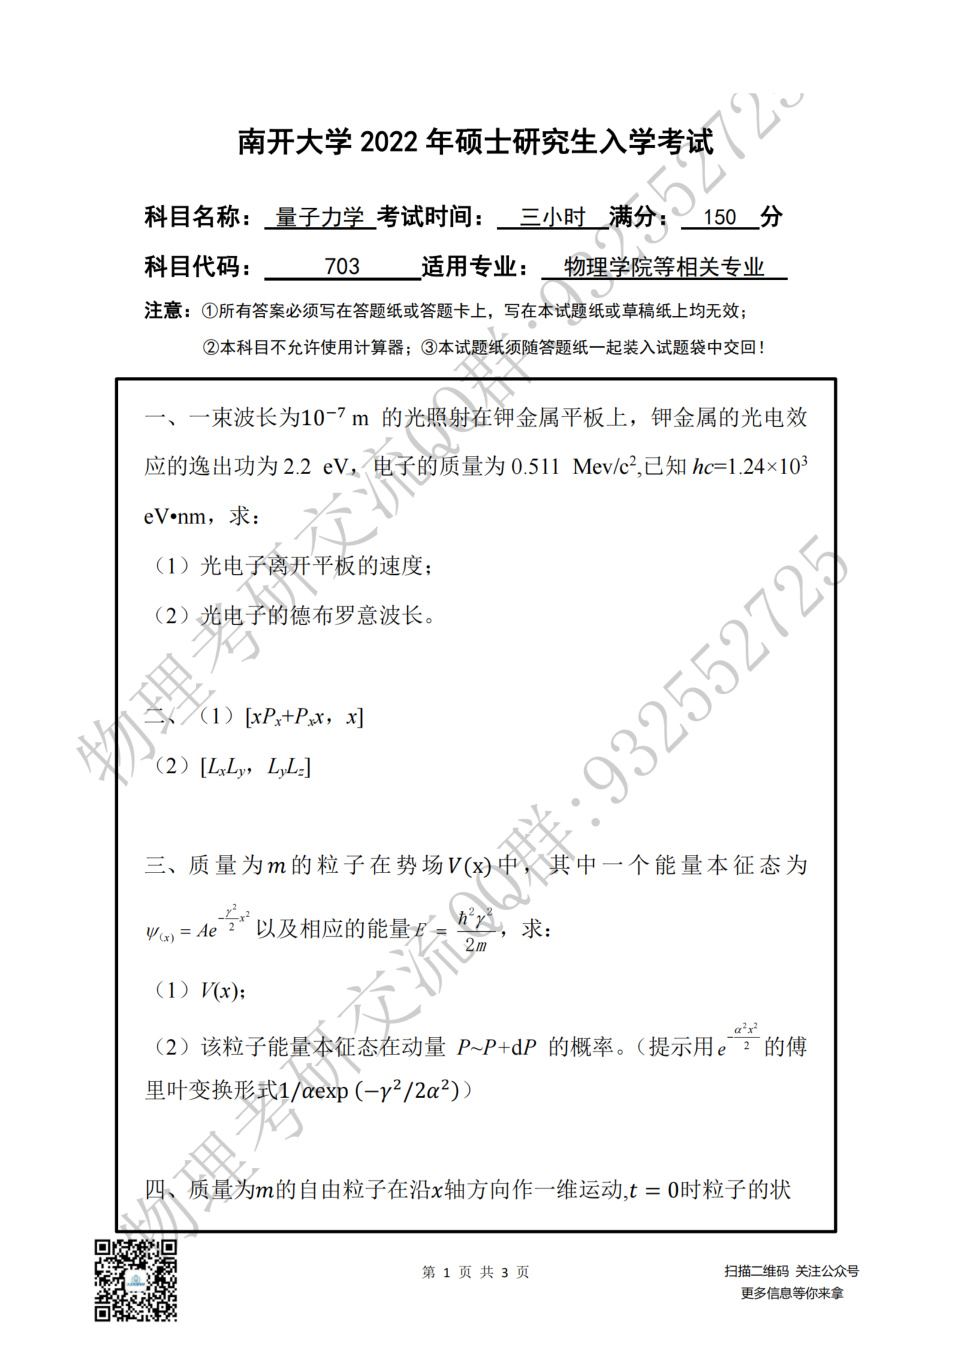 南开大学 2022 年硕士研究生入学考试
科目名称： 量子力学 考试时间： 三小时 满分： 150 分
科目代码： 703 适用专业： 物理学院等相关专业
注意：①所有答案必须写在答题纸或答题卡上，写在本试题纸或草稿纸上均无效；
②本科目不允许使用计算器；③本试题纸须随答题纸一起装入试题袋中交回！
一、一束波长为10⁻⁷ m 的光照射在钾金属平板上，钾金属的光电效
应的逸出功为 2.2 eV，电子的质量为 0.511 Mev/c²,已知 hc=1.24×10³
eV•nm，求：
（1）光电子离开平板的速度；
（2）光电子的德布罗意波长。
二、（1）[xPₓ+Pₓx，x]
（2）[LₓLᵧ，LᵧL_z]
三、质量为m的粒子在势场V(x)中，其中一个能量本征态为
ψ₍ₓ₎ = Ae^{-\frac{γ²}{2}x²} 以及相应的能量E = \frac{ħ²γ²}{2m}，求：
（1）V(x)；
（2）该粒子能量本征态在动量 P~P+dP 的概率。（提示用e^{-\frac{α²x²}{2}} 的傅
里叶变换形式1/αexp (−γ²/2α²)）
四、质量为m的自由粒子在沿x轴方向作一维运动,t = 0时粒子的状
第 1 页 共 3 页
扫描二维码 关注公众号
更多信息等你来拿
物理考研交流QQ群：932552725
物理考研交流QQ群：932552725